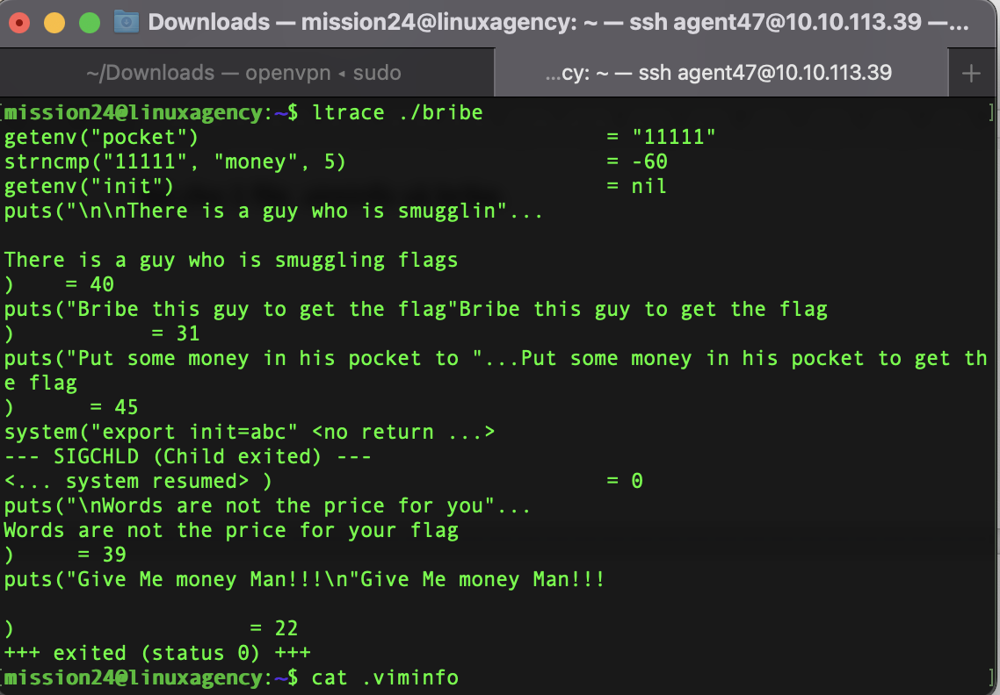 Downloads — mission24@linuxagency: ~ — ssh agent47@10.10.113.39 —...
~/Downloads — openvpn ◂ sudo
...cy: ~ — ssh agent47@10.10.113.39
+
[mission24@linuxagency:~$ ltrace ./bribe ]
getenv("pocket") = "11111"
strncmp("11111", "money", 5) = -60
getenv("init") = nil
puts("\n\nThere is a guy who is smugglin"...
There is a guy who is smuggling flags
) = 40
puts("Bribe this guy to get the flag"Bribe this guy to get the flag
) = 31
puts("Put some money in his pocket to "...Put some money in his pocket to get th
e flag
) = 45
system("export init=abc" <no return ...>
--- SIGCHLD (Child exited) ---
<... system resumed> ) = 0
puts("\nWords are not the price for you"...
Words are not the price for your flag
) = 39
puts("Give Me money Man!!!\n"Give Me money Man!!!
) = 22
+++ exited (status 0) +++
[mission24@linuxagency:~$ cat .viminfo ]